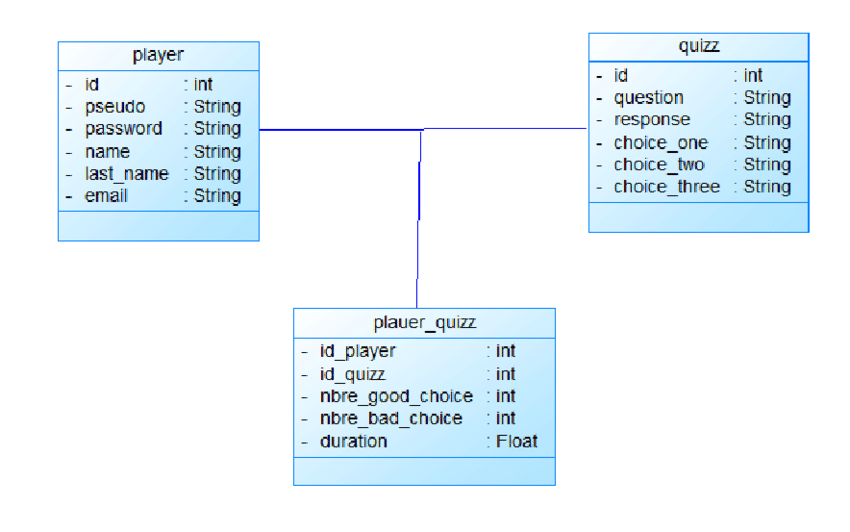 player
- id : int
- pseudo : String
- password : String
- name : String
- last_name : String
- email : String
quizz
- id : int
- question : String
- response : String
- choice_one : String
- choice_two : String
- choice_three : String
plauer_quizz
- id_player : int
- id_quizz : int
- nbre_good_choice : int
- nbre_bad_choice : int
- duration : Float